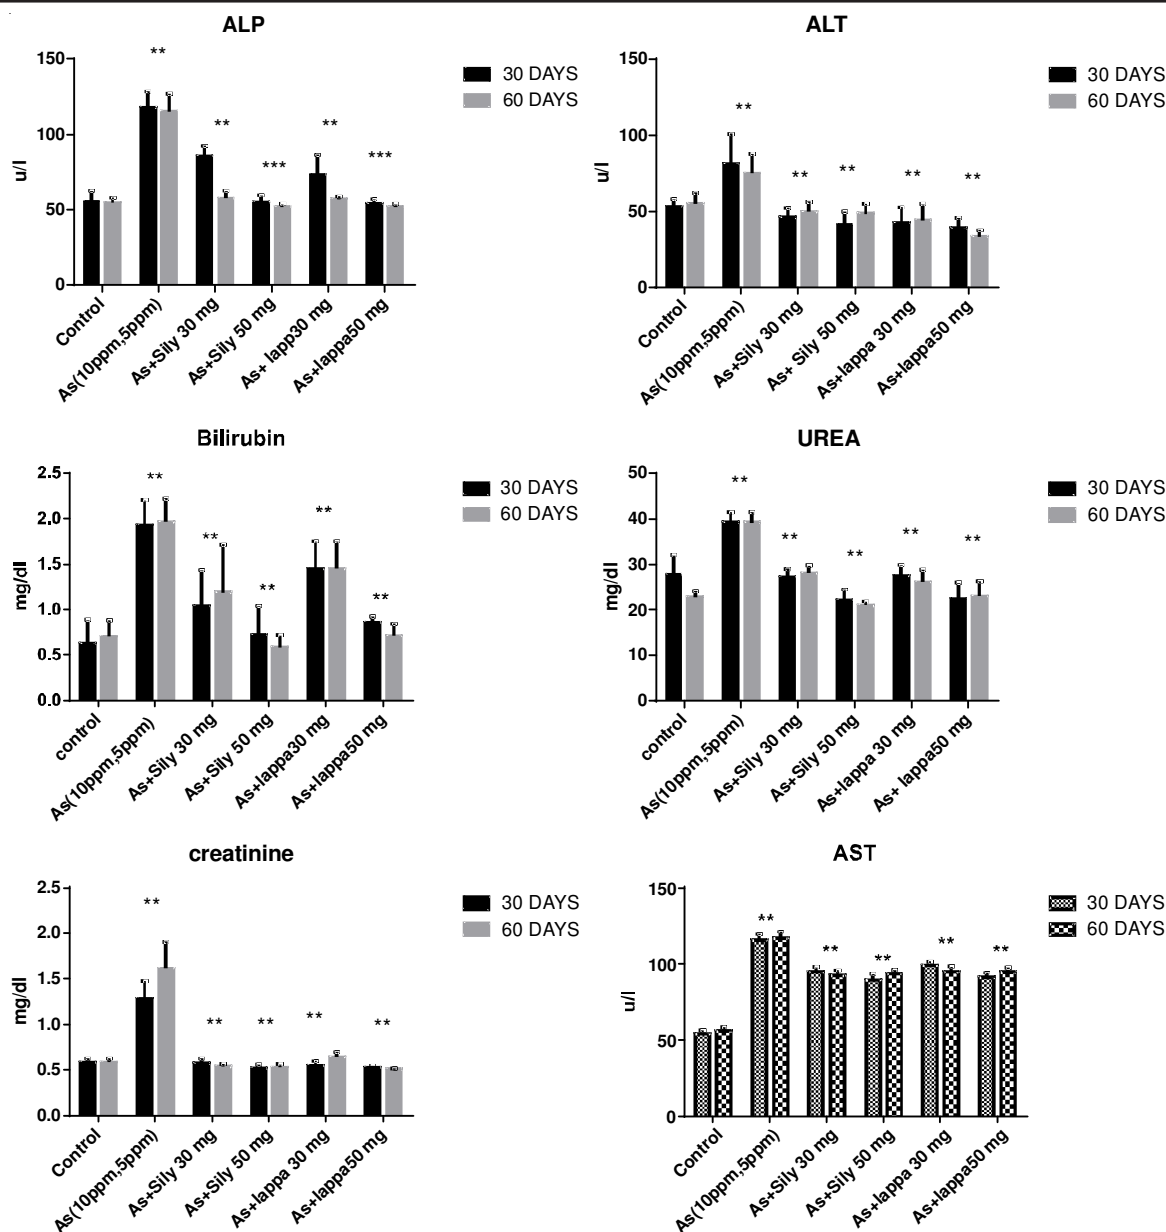 ALP
150
100
50
0
u/l
**
**
***
**
***
30 DAYS
60 DAYS
Control
As(10ppm,5ppm)
As+Sily 30 mg
As+Sily 50 mg
As+ lapp30 mg
As+lappa50 mg
ALT
150
100
50
0
u/l
**
**
**
**
**
30 DAYS
60 DAYS
Control
As(10ppm,5ppm)
As+Sily 30 mg
As+ Sily 50 mg
As+lappa 30 mg
As+lappa50 mg
Bilirubin
2.5
2.0
1.5
1.0
0.5
0.0
mg/dl
**
**
**
**
**
30 DAYS
60 DAYS
control
As(10ppm,5ppm)
As+Sily 30 mg
As+Sily 50 mg
As+lappa30 mg
As+lappa50 mg
UREA
50
40
30
20
10
0
mg/dl
**
**
**
**
**
30 DAYS
60 DAYS
control
As(10ppm,5ppm)
As+Sily 30 mg
As+Sily 50 mg
As+lappa 30 mg
As+ lappa50 mg
creatinine
2.5
2.0
1.5
1.0
0.5
0.0
mg/dl
**
**
**
**
**
30 DAYS
60 DAYS
Control
As(10ppm,5ppm)
As+Sily 30 mg
As+Sily 50 mg
As+lappa 30 mg
As+lappa50 mg
AST
150
100
50
0
u/l
**
**
**
**
**
30 DAYS
60 DAYS
Control
As(10ppm,5ppm)
As+Sily 30 mg
As+Sily 50 mg
As+lappa 30 mg
As+lappa50 mg